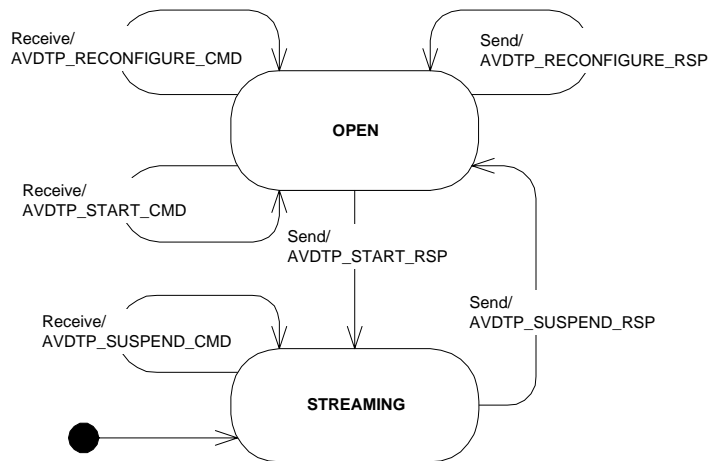 Receive/
AVDTP_RECONFIGURE_CMD
Send/
AVDTP_RECONFIGURE_RSP
OPEN
Receive/
AVDTP_START_CMD
Send/
AVDTP_START_RSP
Send/
AVDTP_SUSPEND_RSP
Receive/
AVDTP_SUSPEND_CMD
STREAMING